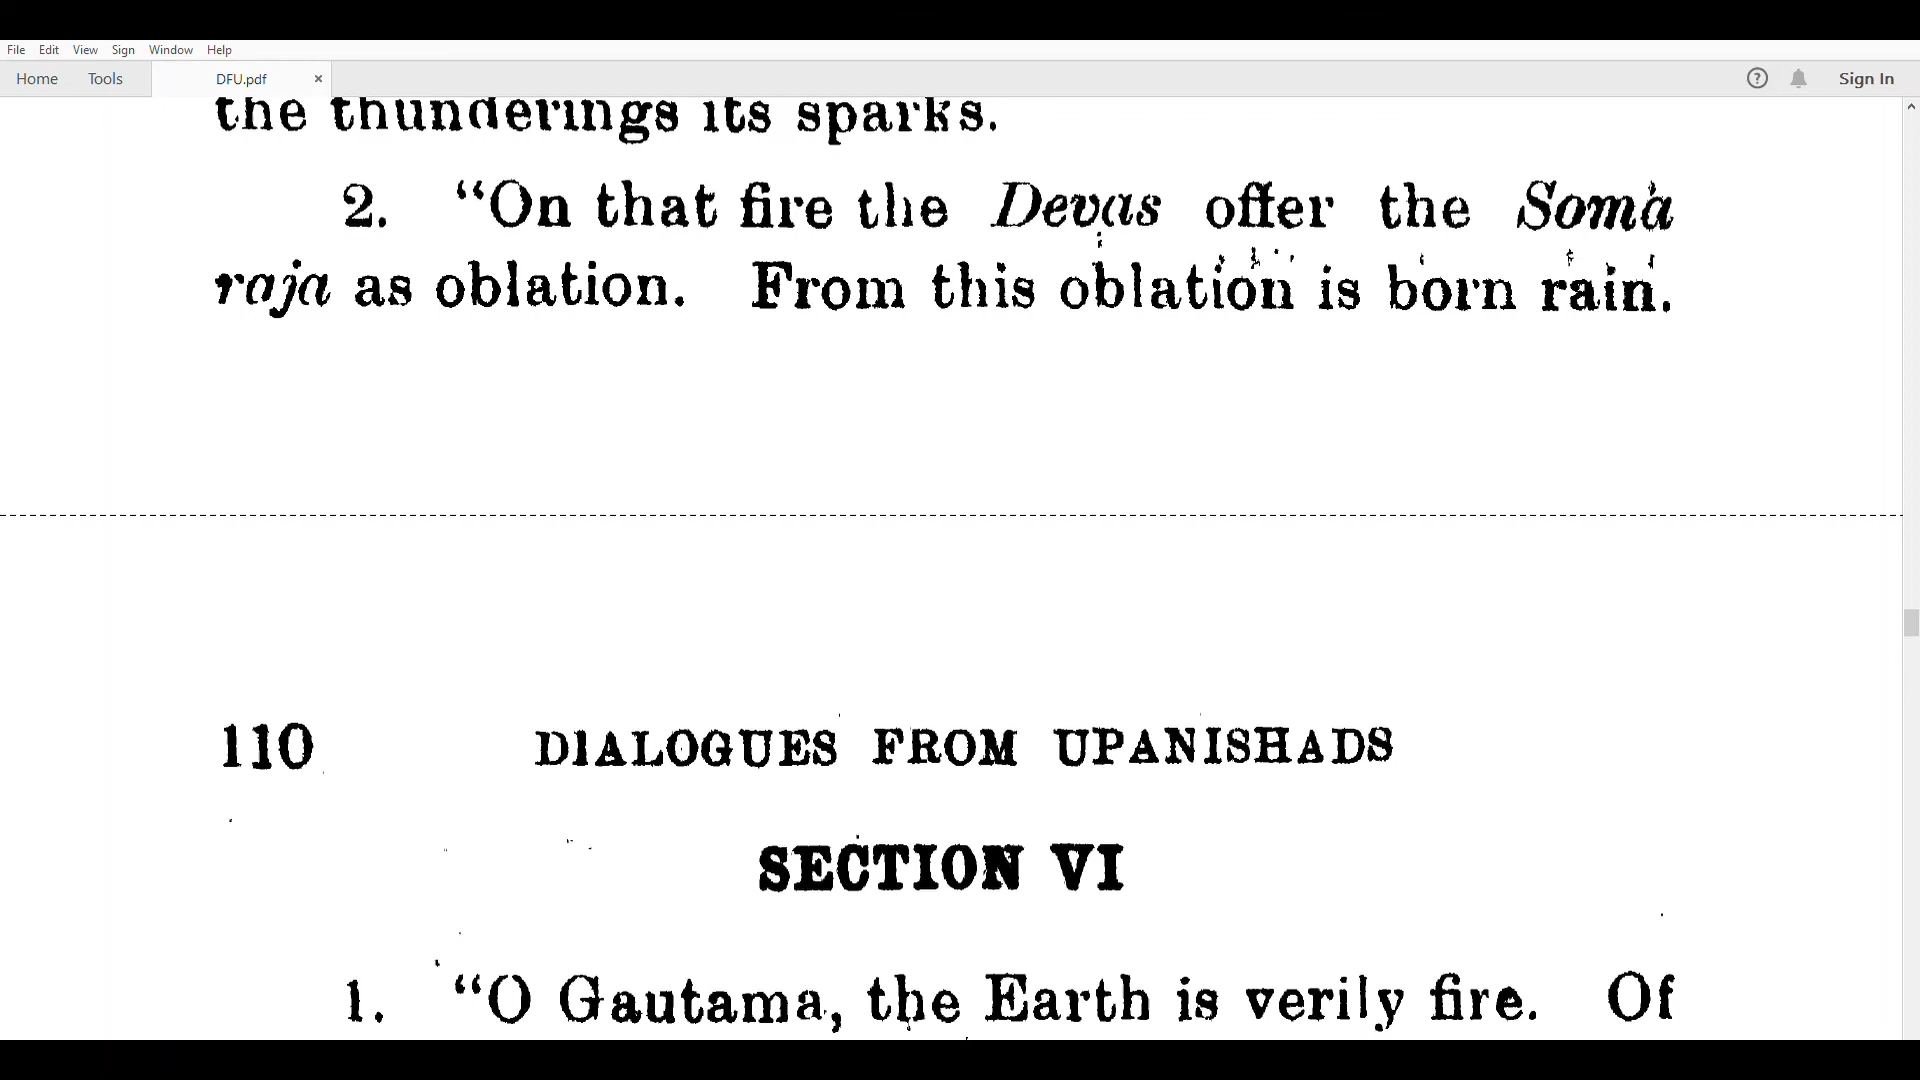 File Edit View Sign Window Help
Home Tools DFU.pdf × ? Sign In
the thunderings its sparks.
2. “On that fire the Devas offer the Soma
raja as oblation. From this oblation is born rain.
110 DIALOGUES FROM UPANISHADS
SECTION VI
1. “O Gautama, the Earth is verily fire. Of